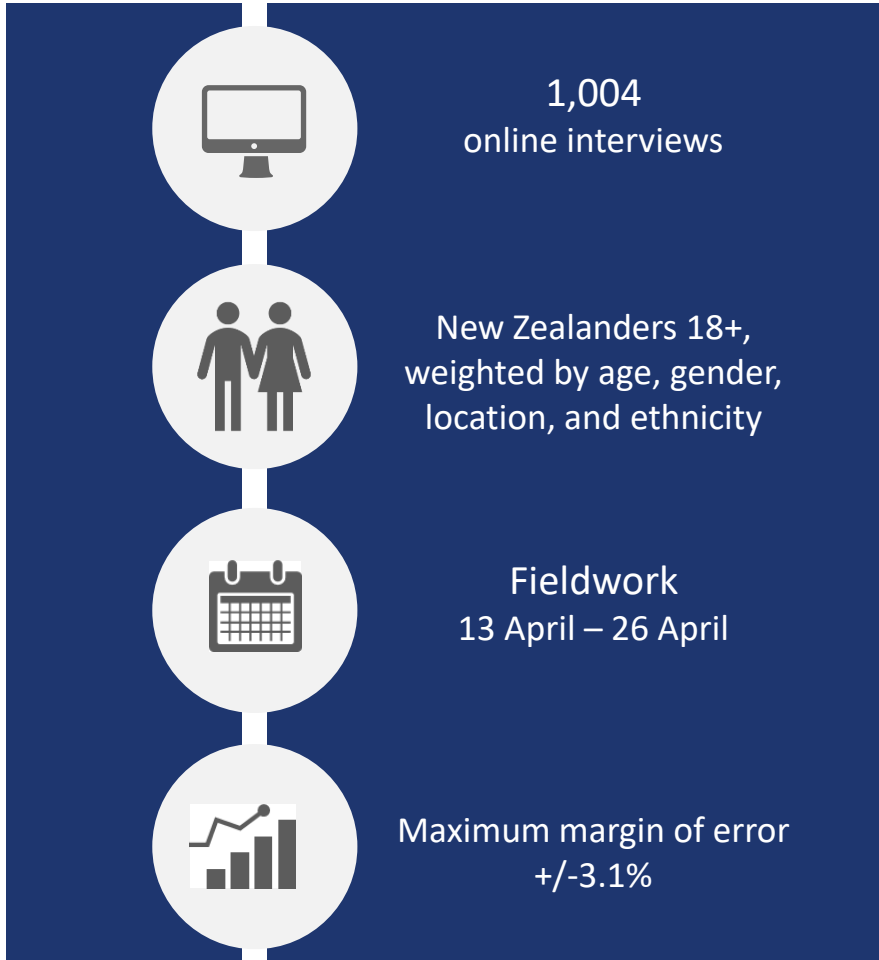 1,004
online interviews
New Zealanders 18+,
weighted by age, gender,
location, and ethnicity
Fieldwork
13 April – 26 April
Maximum margin of error
+/-3.1%